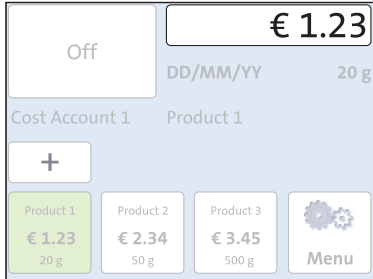 Off
€ 1.23
DD/MM/YY 20 g
Cost Account 1 Product 1
+
Product 1
€ 1.23
20 g
Product 2
€ 2.34
50 g
Product 3
€ 3.45
500 g
Menu